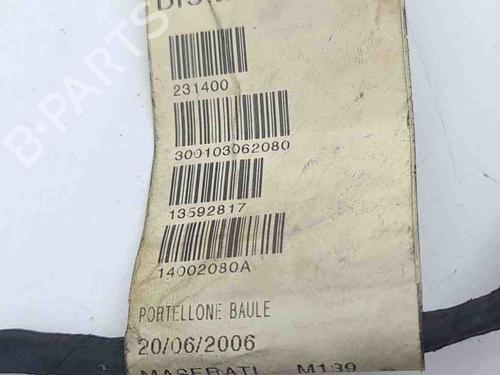 231400
300103062080
13592817
14002080A
PORTELLONE BAULE
20/06/2006
MASERATI M139
B-PARTS